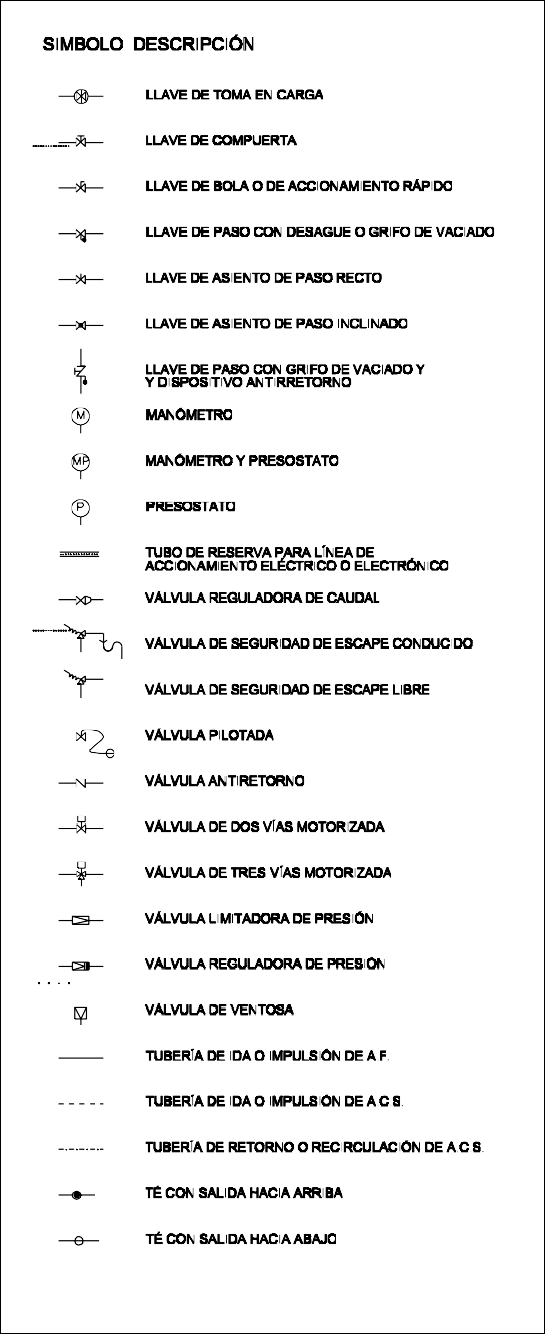 SIMBOLO DESCRIPCIÓN
LLAVE DE TOMA EN CARGA
LLAVE DE COMPUERTA
LLAVE DE BOLA O DE ACCIONAMIENTO RÁPIDO
LLAVE DE PASO CON DESAGUE O GRIFO DE VACIADO
LLAVE DE ASIENTO DE PASO RECTO
LLAVE DE ASIENTO DE PASO INCLINADO
LLAVE DE PASO CON GRIFO DE VACIADO Y
Y DISPOSITIVO ANTIRRETORNO
M MANÓMETRO
MP MANÓMETRO Y PRESOSTATO
P PRESOSTATO
TUBO DE RESERVA PARA LÍNEA DE
ACCIONAMIENTO ELÉCTRICO O ELECTRÓNICO
VÁLVULA REGULADORA DE CAUDAL
VÁLVULA DE SEGURIDAD DE ESCAPE CONDUCIDO
VÁLVULA DE SEGURIDAD DE ESCAPE LIBRE
VÁLVULA PILOTADA
VÁLVULA ANTIRETORNO
VÁLVULA DE DOS VÍAS MOTORIZADA
VÁLVULA DE TRES VÍAS MOTORIZADA
VÁLVULA LIMITADORA DE PRESIÓN
VÁLVULA REGULADORA DE PRESIÓN
VÁLVULA DE VENTOSA
TUBERÍA DE IDA O IMPULSIÓN DE A.F.
TUBERÍA DE IDA O IMPULSIÓN DE A.C.S.
TUBERÍA DE RETORNO O RECIRCULACIÓN DE A.C.S.
TÉ CON SALIDA HACIA ARRIBA
TÉ CON SALIDA HACIA ABAJO